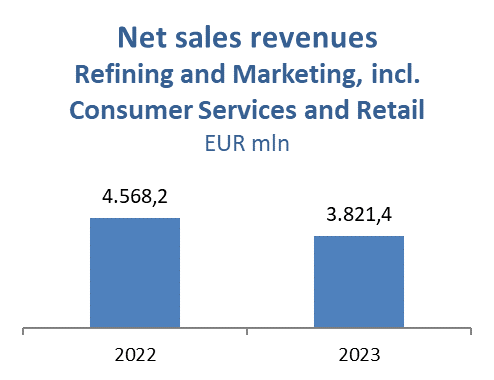 Net sales revenues
Refining and Marketing, incl.
Consumer Services and Retail
EUR mln
4.568,2
3.821,4
2022
2023